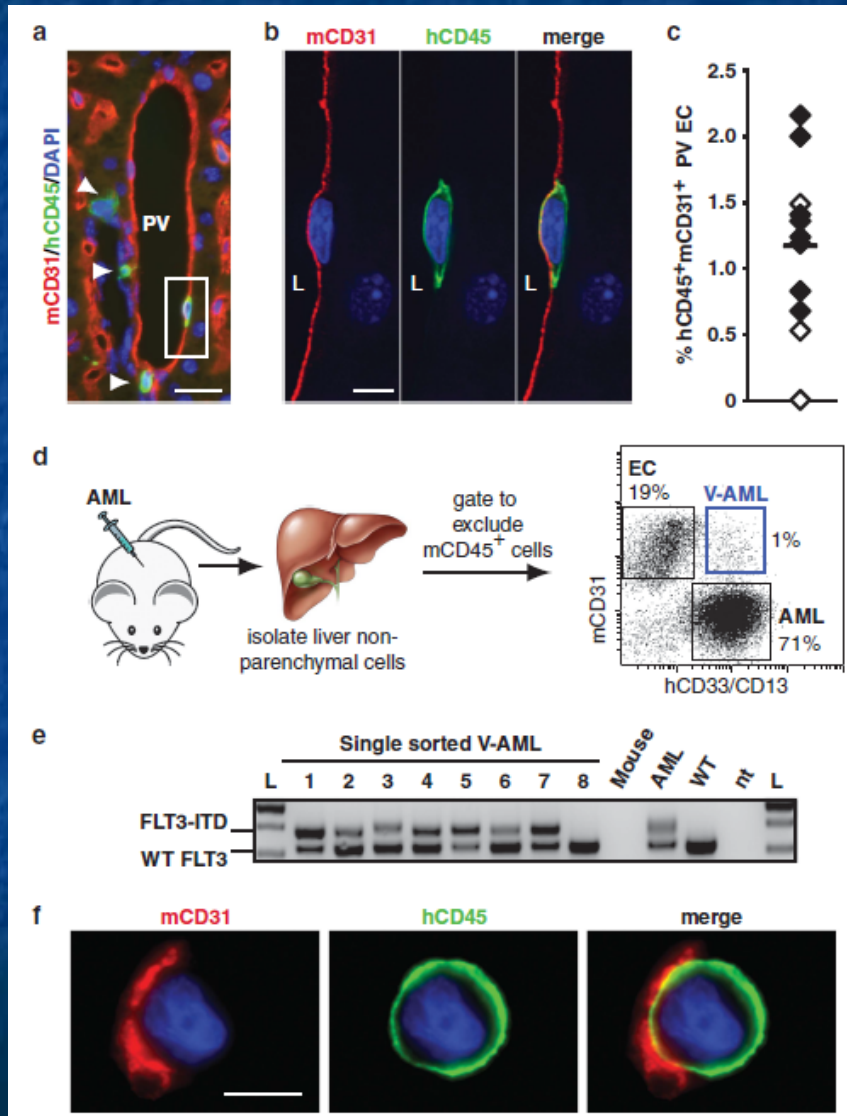 a
mCD31/hCD45/DAPI
PV
b
mCD31 hCD45 merge
L L L
c
% hCD45+mCD31+ PV EC
2.5
2.0
1.5
1.0
0.5
0
d
AML
isolate liver non-
parenchymal cells
gate to
exclude
mCD45+ cells
EC
19%
V-AML
1%
AML
71%
mCD31
hCD33/CD13
e
Single sorted V-AML
L 1 2 3 4 5 6 7 8 Mouse AML WT nt L
FLT3-ITD
WT FLT3
f
mCD31 hCD45 merge